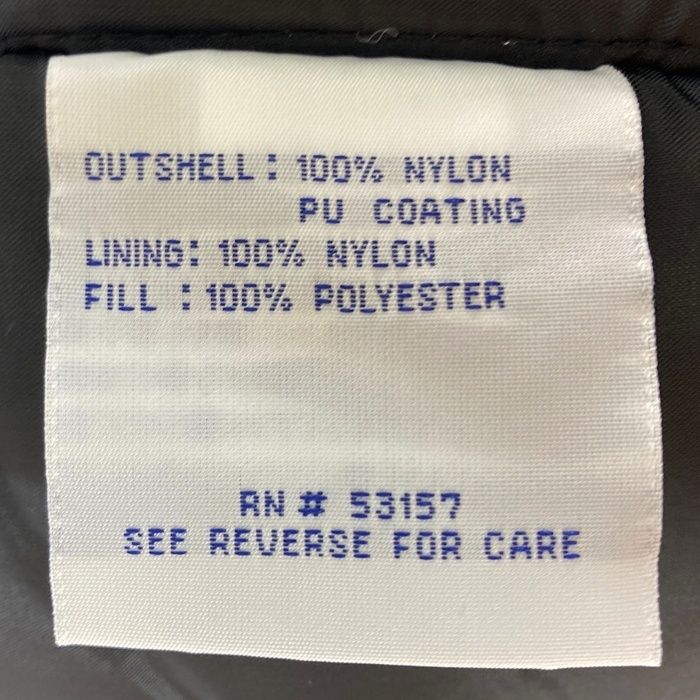 OUTSHELL: 100% NYLON
PU COATING
LINING: 100% NYLON
FILL : 100% POLYESTER
RN # 53157
SEE REVERSE FOR CARE